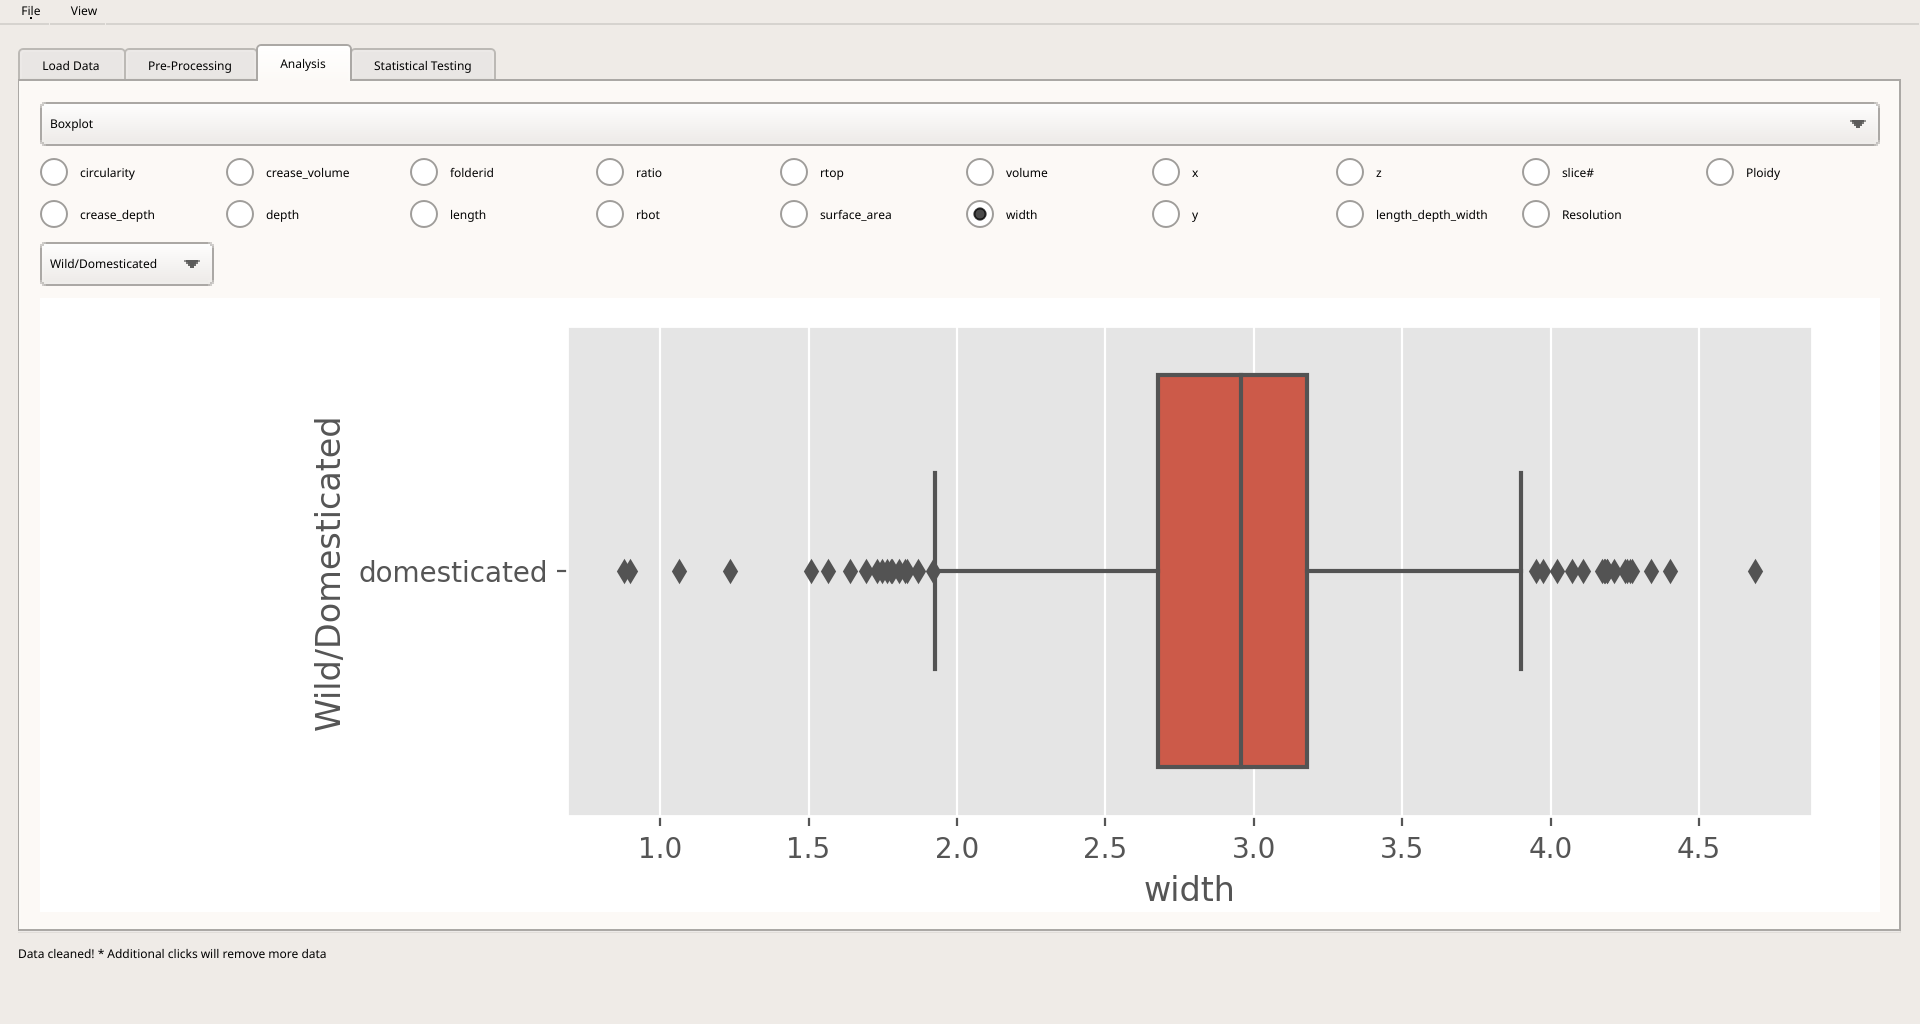 File View
Load Data Pre-Processing Analysis Statistical Testing
Boxplot
circularity crease_volume folderid ratio rtop volume x z slice# Ploidy
crease_depth depth length rbot surface_area width y length_depth_width Resolution
Wild/Domesticated
Wild/Domesticated
domesticated
1.0 1.5 2.0 2.5 3.0 3.5 4.0 4.5
width
Data cleaned! * Additional clicks will remove more data